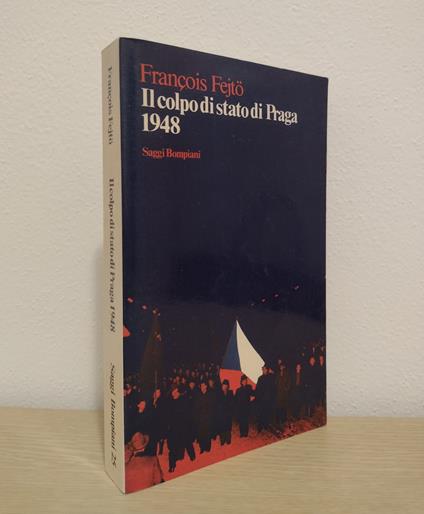 François Fejtö
Il colpo di stato di Praga
1948
Saggi Bompiani
François Fejtö
Il colpo di stato di Praga 1948
Saggi Bompiani 25